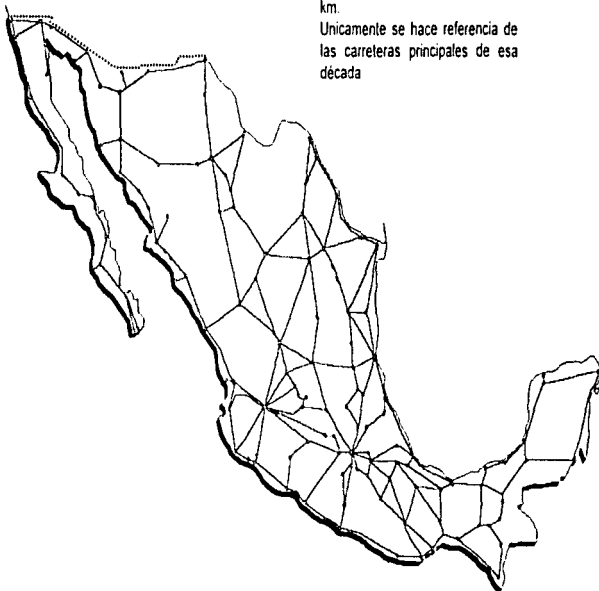 km.
Unicamente se hace referencia de
las carreteras principales de esa
década